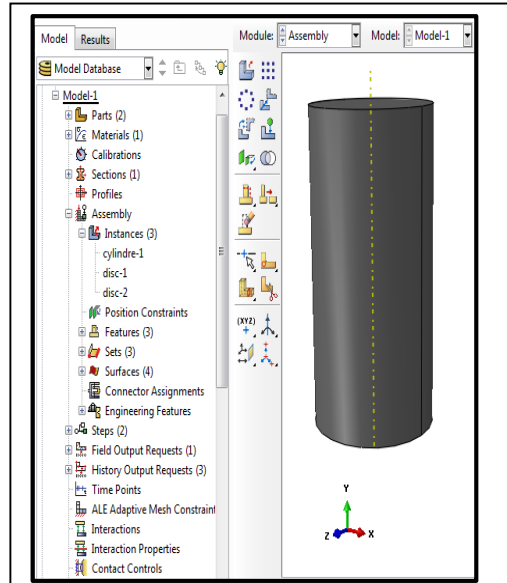 Model Results
Module: Assembly Model: Model-1
Model Database
Model-1
Parts (2)
Materials (1)
Calibrations
Sections (1)
Profiles
Assembly
Instances (3)
cylindre-1
disc-1
disc-2
Position Constraints
Features (3)
Sets (3)
Surfaces (4)
Connector Assignments
Engineering Features
Steps (2)
Field Output Requests (1)
History Output Requests (3)
Time Points
ALE Adaptive Mesh Constraint
Interactions
Interaction Properties
Contact Controls
(XYZ)
Y
Z X